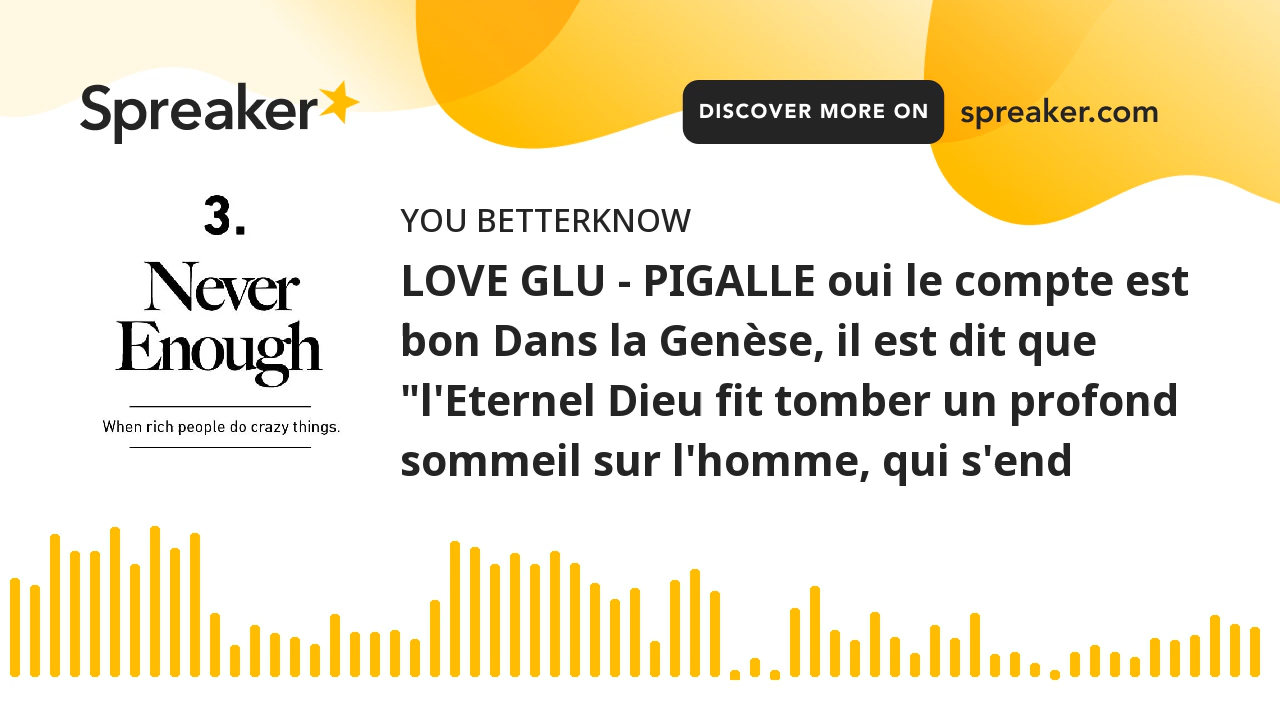 Spreaker
DISCOVER MORE ON spreaker.com
3.
Never
Enough
When rich people do crazy things.
YOU BETTERKNOW
LOVE GLU - PIGALLE oui le compte est
bon Dans la Genèse, il est dit que
"l'Eternel Dieu fit tomber un profond
sommeil sur l'homme, qui s'end